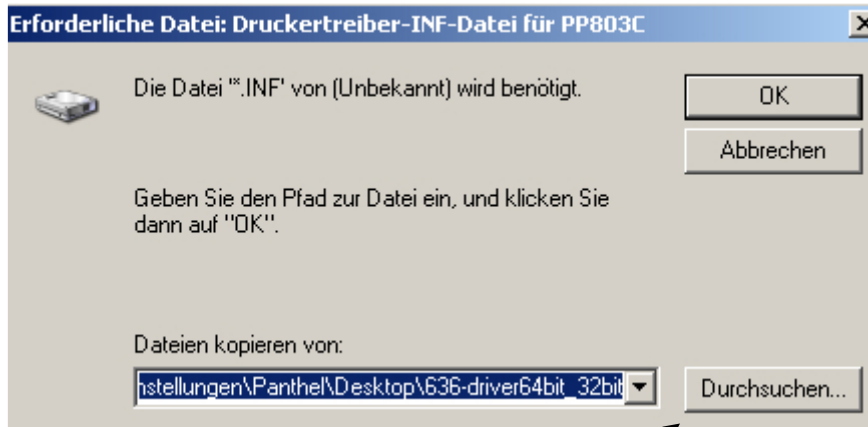 Erforderliche Datei: Druckertreiber-INF-Datei für PP803C
Die Datei '*.INF' von (Unbekannt) wird benötigt.
OK
Abbrechen
Geben Sie den Pfad zur Datei ein, und klicken Sie
dann auf "OK".
Dateien kopieren von:
nstellungen\Panthel\Desktop\636-driver64bit_32bit
Durchsuchen...